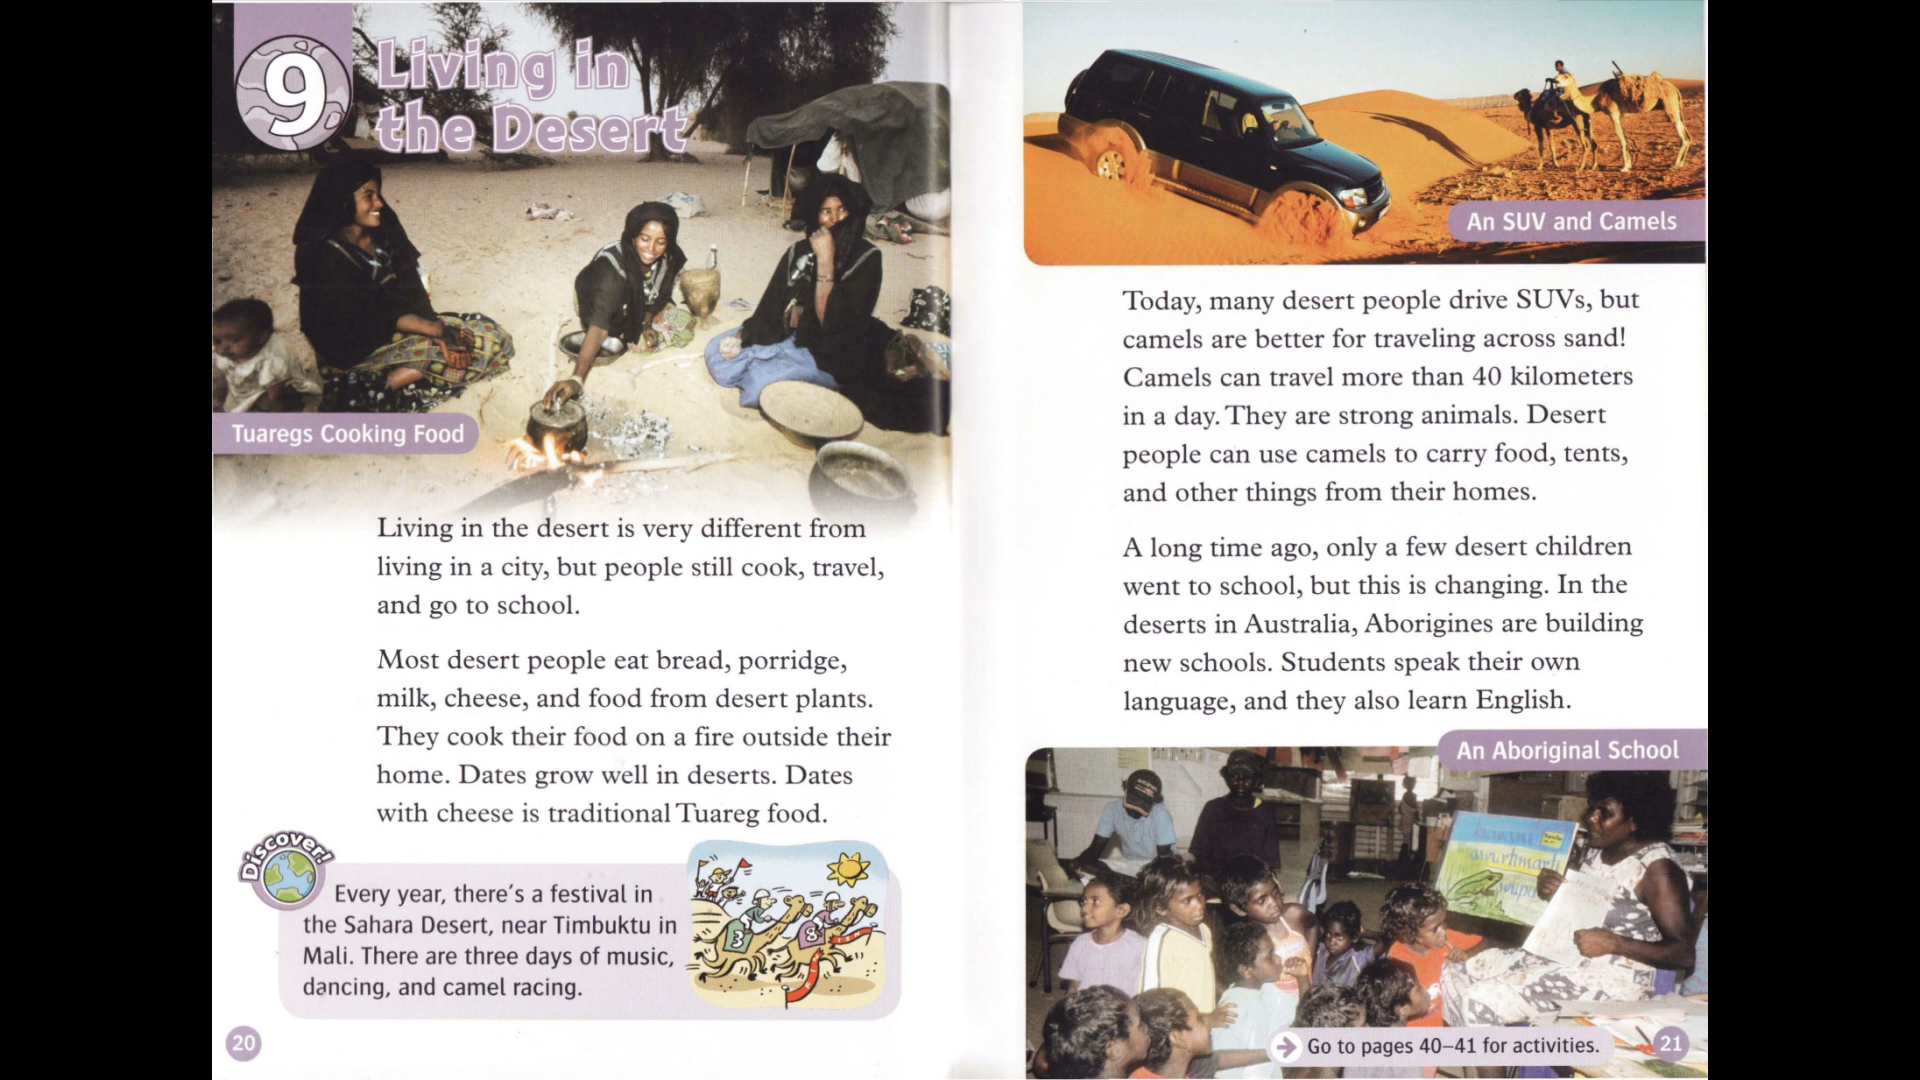 9
Living in
the Desert
Tuaregs Cooking Food
Living in the desert is very different from
living in a city, but people still cook, travel,
and go to school.
Most desert people eat bread, porridge,
milk, cheese, and food from desert plants.
They cook their food on a fire outside their
home. Dates grow well in deserts. Dates
with cheese is traditional Tuareg food.
Discover!
Every year, there's a festival in
the Sahara Desert, near Timbuktu in
Mali. There are three days of music,
dancing, and camel racing.
3
8
20
An SUV and Camels
Today, many desert people drive SUVs, but
camels are better for traveling across sand!
Camels can travel more than 40 kilometers
in a day. They are strong animals. Desert
people can use camels to carry food, tents,
and other things from their homes.
A long time ago, only a few desert children
went to school, but this is changing. In the
deserts in Australia, Aborigines are building
new schools. Students speak their own
language, and they also learn English.
An Aboriginal School
Go to pages 40–41 for activities.
21